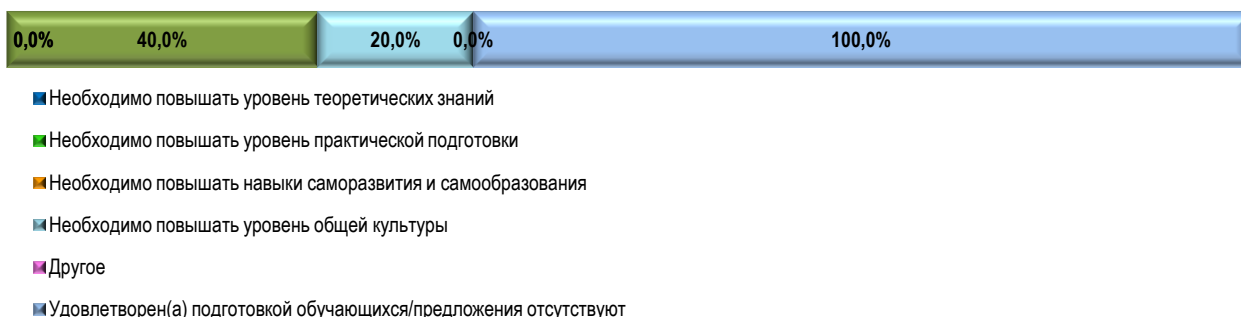 0,0% 40,0% 20,0% 0,0% 100,0%
Необходимо повышать уровень теоретических знаний
Необходимо повышать уровень практической подготовки
Необходимо повышать навыки саморазвития и самообразования
Необходимо повышать уровень общей культуры
Другое
Удовлетворен(а) подготовкой обучающихся/предложения отсутствуют